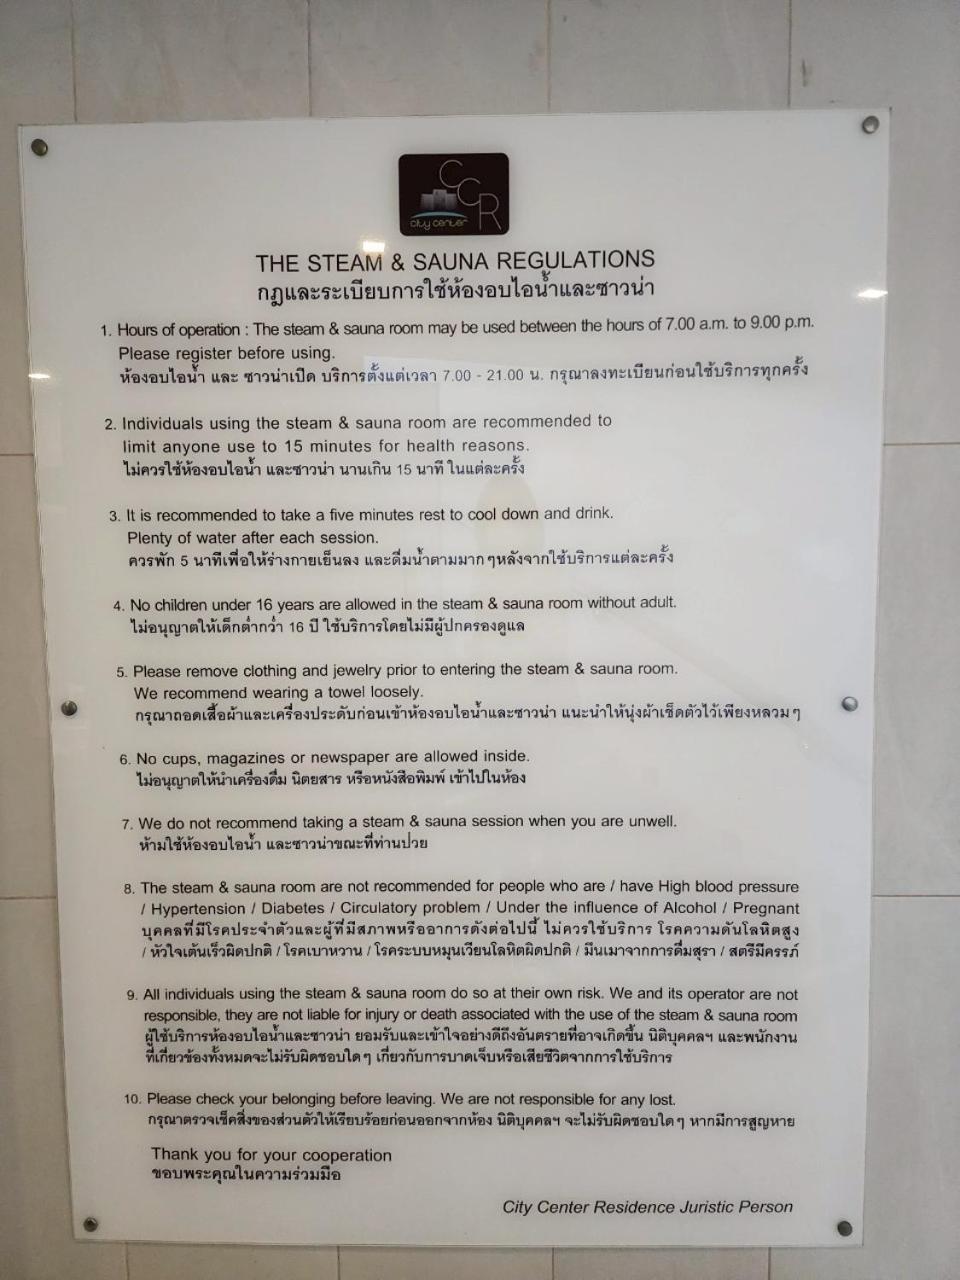 CCR
city center
THE STEAM & SAUNA REGULATIONS
กฎและระเบียบการใช้ห้องอบไอน้ำและซาวน่า
1. Hours of operation : The steam & sauna room may be used between the hours of 7.00 a.m. to 9.00 p.m.
Please register before using.
ห้องอบไอน้ำ และ ซาวน่าเปิด บริการตั้งแต่เวลา 7.00 - 21.00 น. กรุณาลงทะเบียนก่อนใช้บริการทุกครั้ง
2. Individuals using the steam & sauna room are recommended to
limit anyone use to 15 minutes for health reasons.
ไม่ควรใช้ห้องอบไอน้ำ และซาวน่า นานเกิน 15 นาที ในแต่ละครั้ง
3. It is recommended to take a five minutes rest to cool down and drink.
Plenty of water after each session.
ควรพัก 5 นาทีเพื่อให้ร่างกายเย็นลง และดื่มน้ำตามมาก ๆหลังจากใช้บริการแต่ละครั้ง
4. No children under 16 years are allowed in the steam & sauna room without adult.
ไม่อนุญาตให้เด็กต่ำกว่า 16 ปี ใช้บริการโดยไม่มีผู้ปกครองดูแล
5. Please remove clothing and jewelry prior to entering the steam & sauna room.
We recommend wearing a towel loosely.
กรุณาถอดเสื้อผ้าและเครื่องประดับก่อนเข้าห้องอบไอน้ำและซาวน่า แนะนำให้นุ่งผ้าเช็ดตัวไว้เพียงหลวม ๆ
6. No cups, magazines or newspaper are allowed inside.
ไม่อนุญาตให้นำเครื่องดื่ม นิตยสาร หรือหนังสือพิมพ์ เข้าไปในห้อง
7. We do not recommend taking a steam & sauna session when you are unwell.
ห้ามใช้ห้องอบไอน้ำ และซาวน่าขณะที่ท่านป่วย
8. The steam & sauna room are not recommended for people who are / have High blood pressure
/ Hypertension / Diabetes / Circulatory problem / Under the influence of Alcohol / Pregnant
บุคคลที่มีโรคประจำตัวและผู้ที่มีสภาพหรืออาการดังต่อไปนี้ ไม่ควรใช้บริการ โรคความดันโลหิตสูง
/ หัวใจเต้นเร็วผิดปกติ / โรคเบาหวาน / โรคระบบหมุนเวียนโลหิตผิดปกติ / มึนเมาจากการดื่มสุรา / สตรีมีครรภ์
9. All individuals using the steam & sauna room do so at their own risk. We and its operator are not
responsible, they are not liable for injury or death associated with the use of the steam & sauna room
ผู้ใช้บริการห้องอบไอน้ำและซาวน่า ยอมรับและเข้าใจอย่างดีถึงอันตรายที่อาจเกิดขึ้น นิติบุคคลฯ และพนักงาน
ที่เกี่ยวข้องทั้งหมดจะไม่รับผิดชอบใด ๆ เกี่ยวกับการบาดเจ็บหรือเสียชีวิตจากการใช้บริการ
10. Please check your belonging before leaving. We are not responsible for any lost.
กรุณาตรวจเช็คสิ่งของส่วนตัวให้เรียบร้อยก่อนออกจากห้อง นิติบุคคลฯ จะไม่รับผิดชอบใด ๆ หากมีการสูญหาย
Thank you for your cooperation
ขอบพระคุณในความร่วมมือ
City Center Residence Juristic Person